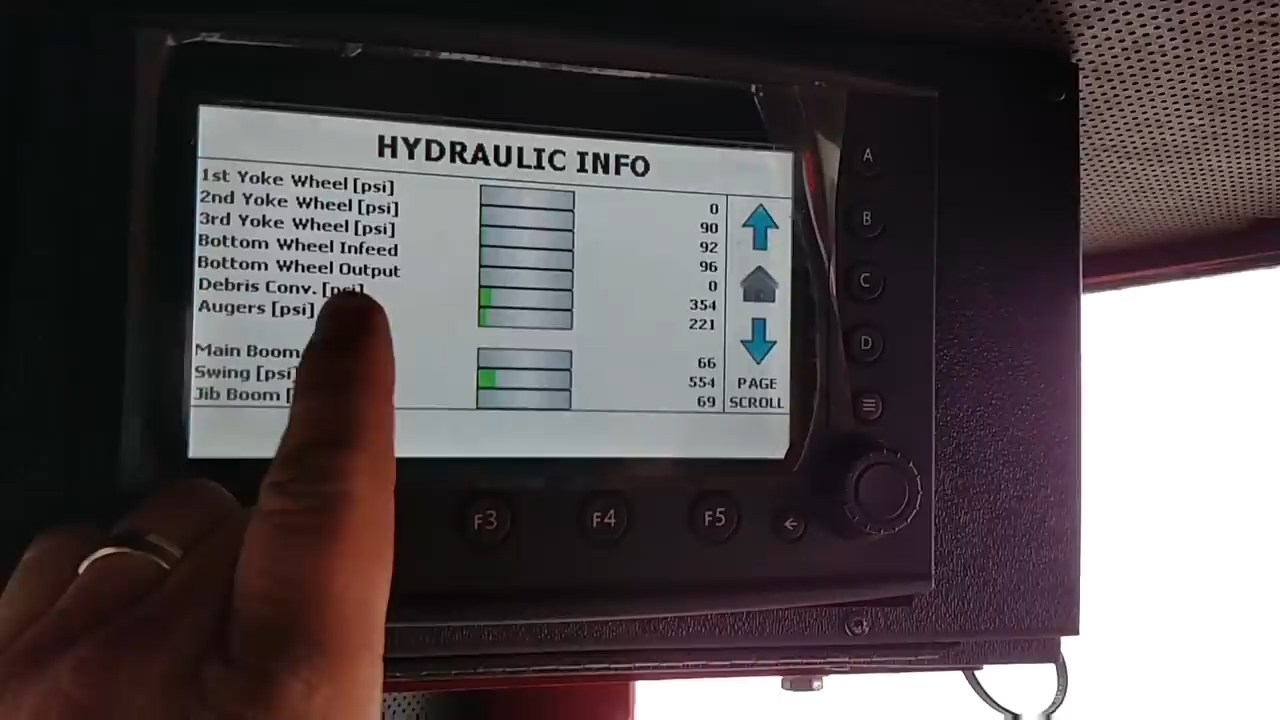 HYDRAULIC INFO
1st Yoke Wheel [psi] 0
2nd Yoke Wheel [psi] 90
3rd Yoke Wheel [psi] 92
Bottom Wheel Infeed 96
Bottom Wheel Output 0
Debris Conv. [psi] 354
Augers [psi] 221
Main Boom 66
Swing [psi] 554
Jib Boom [ 69
PAGE
SCROLL
A
B
C
D
F3 F4 F5